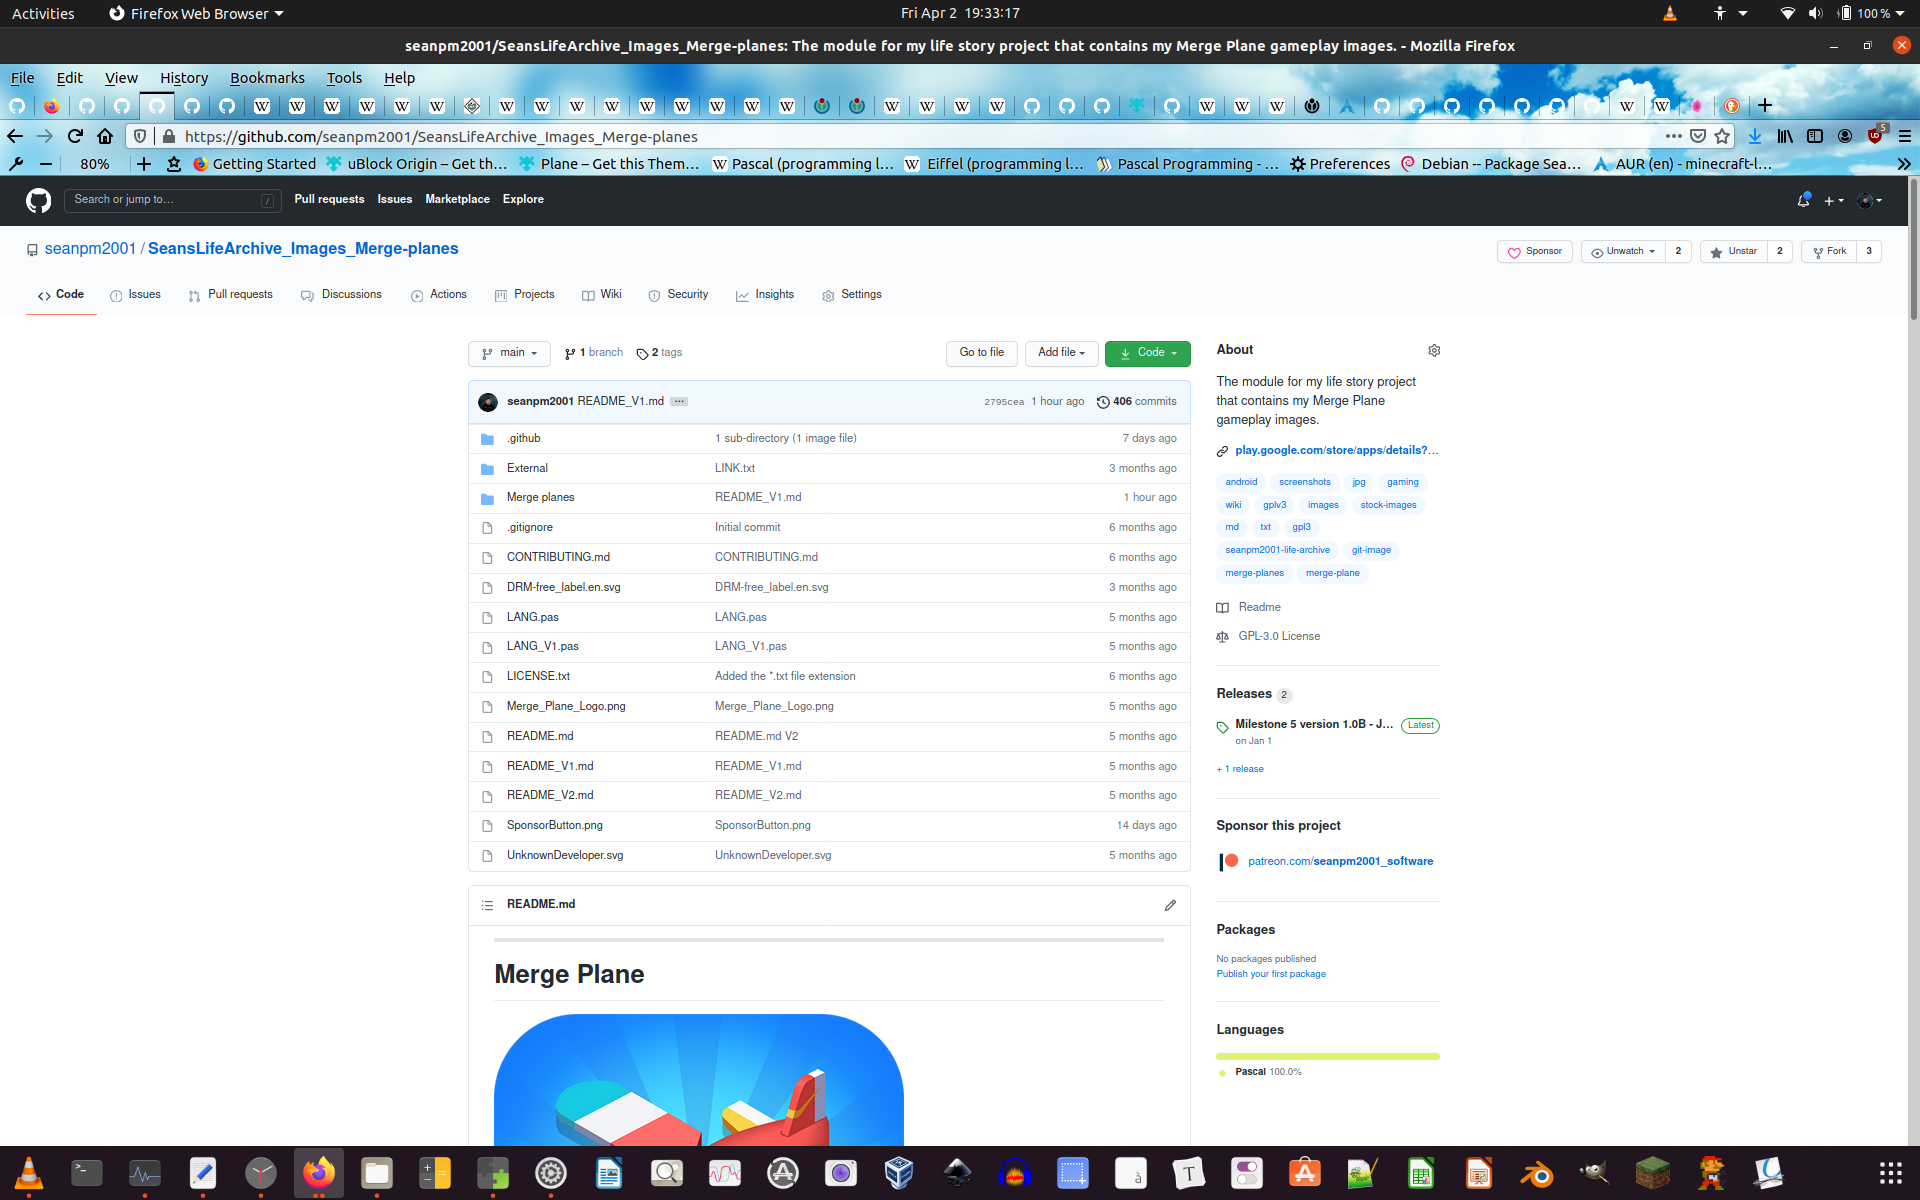 Activities
Firefox Web Browser
Fri Apr 2 19:33:17
100 %
seanpm2001/SeansLifeArchive_Images_Merge-planes: The module for my life story project that contains my Merge Plane gameplay images. - Mozilla Firefox
File Edit View History Bookmarks Tools Help
https://github.com/seanpm2001/SeansLifeArchive_Images_Merge-planes
5
80%
Getting Started
uBlock Origin – Get th…
Plane – Get this Them…
Pascal (programming l…
Eiffel (programming l…
Pascal Programming - …
Preferences
Debian -- Package Sea…
AUR (en) - minecraft-l…
Search or jump to…
/
Pull requests Issues Marketplace Explore
seanpm2001 / SeansLifeArchive_Images_Merge-planes
Sponsor
Unwatch 2
Unstar 2
Fork 3
Code Issues Pull requests Discussions Actions Projects Wiki Security Insights Settings
main
1 branch
2 tags
Go to file
Add file
Code
seanpm2001 README_V1.md ...
2795cea 1 hour ago
406 commits
.github 1 sub-directory (1 image file) 7 days ago
External LINK.txt 3 months ago
Merge planes README_V1.md 1 hour ago
.gitignore Initial commit 6 months ago
CONTRIBUTING.md CONTRIBUTING.md 6 months ago
DRM-free_label.en.svg DRM-free_label.en.svg 3 months ago
LANG.pas LANG.pas 5 months ago
LANG_V1.pas LANG_V1.pas 5 months ago
LICENSE.txt Added the *.txt file extension 6 months ago
Merge_Plane_Logo.png Merge_Plane_Logo.png 5 months ago
README.md README.md V2 5 months ago
README_V1.md README_V1.md 5 months ago
README_V2.md README_V2.md 5 months ago
SponsorButton.png SponsorButton.png 14 days ago
UnknownDeveloper.svg UnknownDeveloper.svg 5 months ago
README.md
Merge Plane
About
The module for my life story project
that contains my Merge Plane
gameplay images.
play.google.com/store/apps/details?…
android screenshots jpg gaming
wiki gplv3 images stock-images
md txt gpl3
seanpm2001-life-archive git-image
merge-planes merge-plane
Readme
GPL-3.0 License
Releases 2
Milestone 5 version 1.0B - J… Latest
on Jan 1
+ 1 release
Sponsor this project
patreon.com/seanpm2001_software
Packages
No packages published
Publish your first package
Languages
Pascal 100.0%